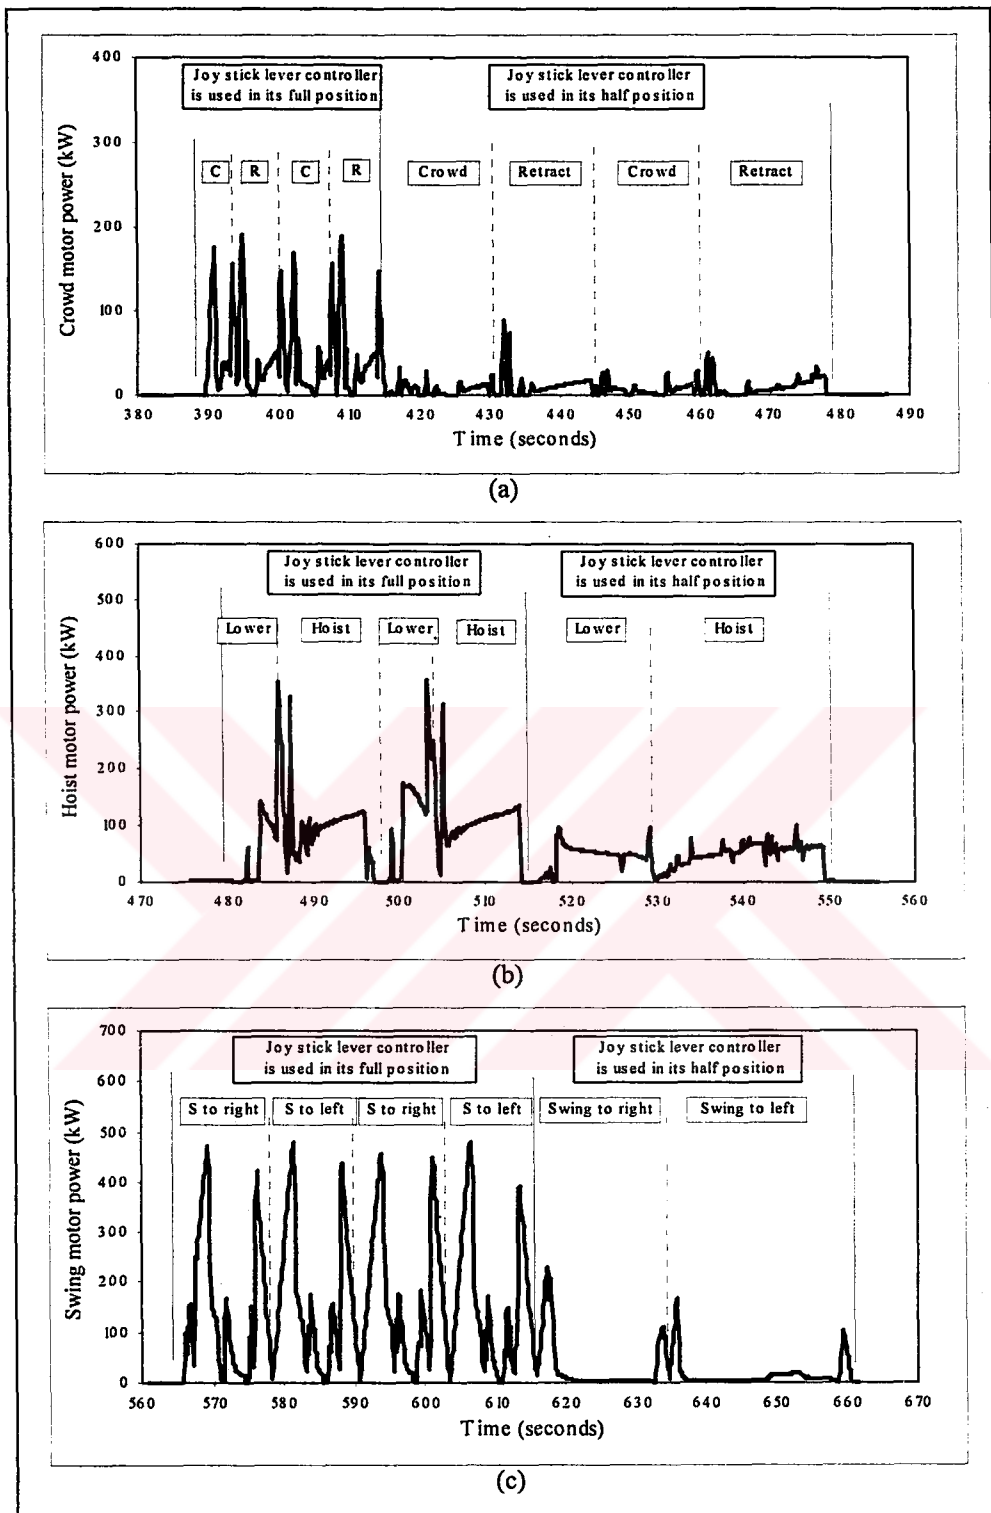 400
300
200
100
0
Crowd motor power (kW)
Joy stick lever controller
is used in its full position
Joy stick lever controller
is used in its half position
C
R
C
R
Crowd
Retract
Crowd
Retract
380 390 400 410 420 430 440 450 460 470 480 490
Time (seconds)
(a)
600
500
400
300
200
100
0
Hoist motor power (kW)
Joy stick lever controller
is used in its full position
Joy stick lever controller
is used in its half position
Lower
Hoist
Lower
Hoist
Lower
Hoist
470 480 490 500 510 520 530 540 550 560
Time (seconds)
(b)
700
600
500
400
300
200
100
0
Swing motor power (kW)
Joy stick lever controller
is used in its full position
Joy stick lever controller
is used in its half position
S to right
S to left
S to right
S to left
Swing to right
Swing to left
560 570 580 590 600 610 620 630 640 650 660 670
Time (seconds)
(c)